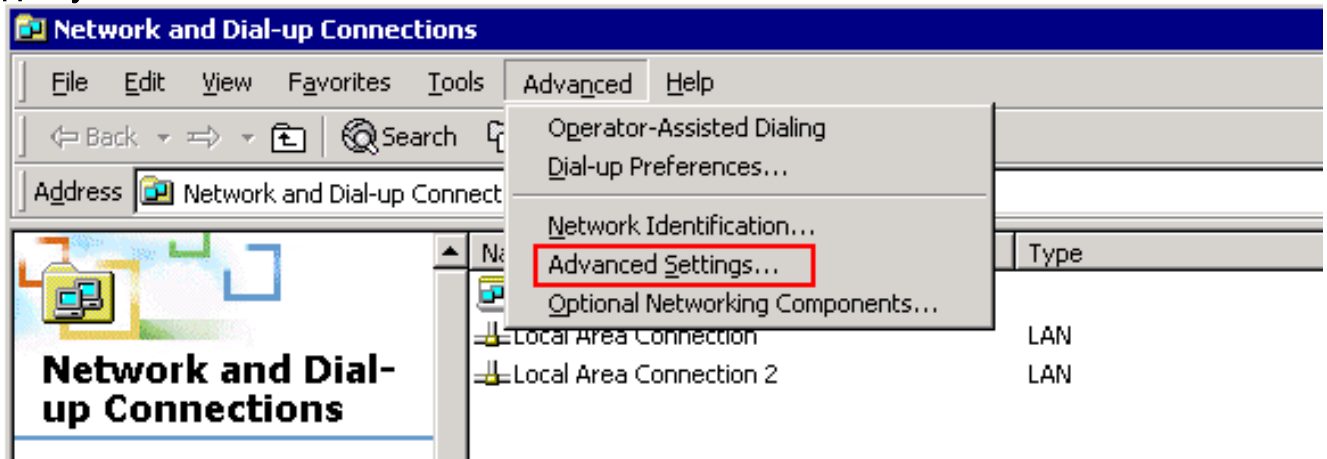 Network and Dial-up Connections
File Edit View Favorites Tools Advanced Help
Back Search
Operator-Assisted Dialing
Dial-up Preferences...
Address Network and Dial-up Connect
Network Identification...
Advanced Settings...
Optional Networking Components...
Type
Local Area Connection LAN
Local Area Connection 2 LAN
Network and Dial-
up Connections